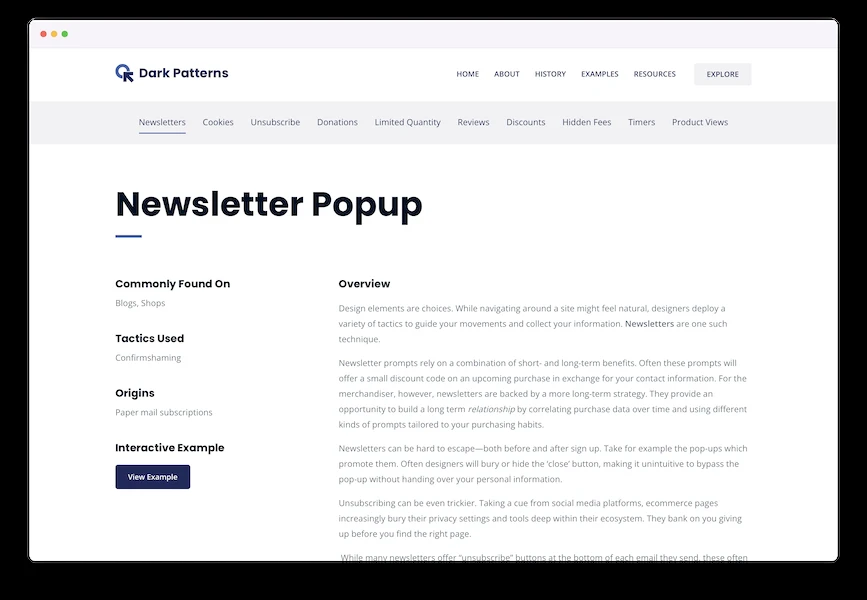 Dark Patterns
HOME ABOUT HISTORY EXAMPLES RESOURCES EXPLORE
Newsletters Cookies Unsubscribe Donations Limited Quantity Reviews Discounts Hidden Fees Timers Product Views
Newsletter Popup
Commonly Found On
Blogs, Shops
Tactics Used
Confirmshaming
Origins
Paper mail subscriptions
Interactive Example
View Example
Overview
Design elements are choices. While navigating around a site might feel natural, designers deploy a
variety of tactics to guide your movements and collect your information. Newsletters are one such
technique.
Newsletter prompts rely on a combination of short- and long-term benefits. Often these prompts will
offer a small discount code on an upcoming purchase in exchange for your contact information. For the
merchandiser, however, newsletters are backed by a more long-term strategy. They provide an
opportunity to build a long term relationship by correlating purchase data over time and using different
kinds of prompts tailored to your purchasing habits.
Newsletters can be hard to escape—both before and after sign up. Take for example the pop-ups which
promote them. Often designers will bury or hide the ‘close’ button, making it unintuitive to bypass the
pop-up without handing over your personal information.
Unsubscribing can be even trickier. Taking a cue from social media platforms, ecommerce pages
increasingly bury their privacy settings and tools deep within their ecosystem. They bank on you giving
up before you find the right page.
While many newsletters offer “unsubscribe” buttons at the bottom of each email they send, these often